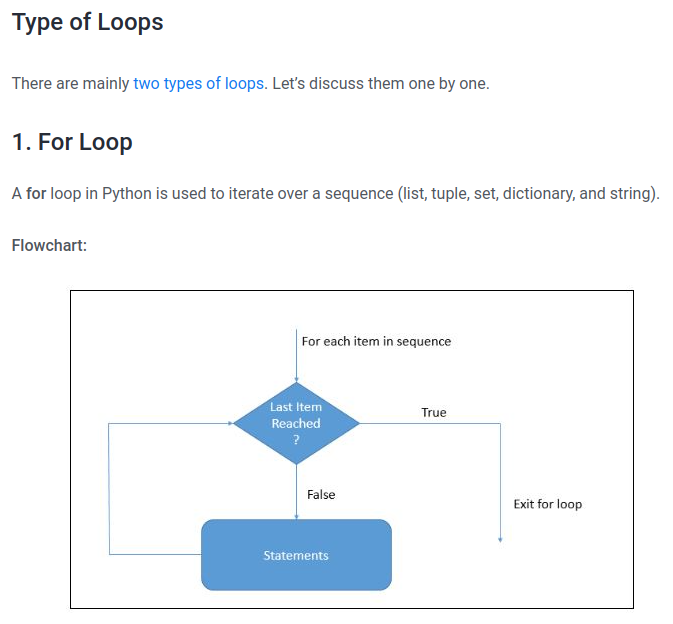 Type of Loops
There are mainly two types of loops. Let’s discuss them one by one.
1. For Loop
A for loop in Python is used to iterate over a sequence (list, tuple, set, dictionary, and string).
Flowchart:
For each item in sequence
Last Item
Reached
?
True
False
Exit for loop
Statements